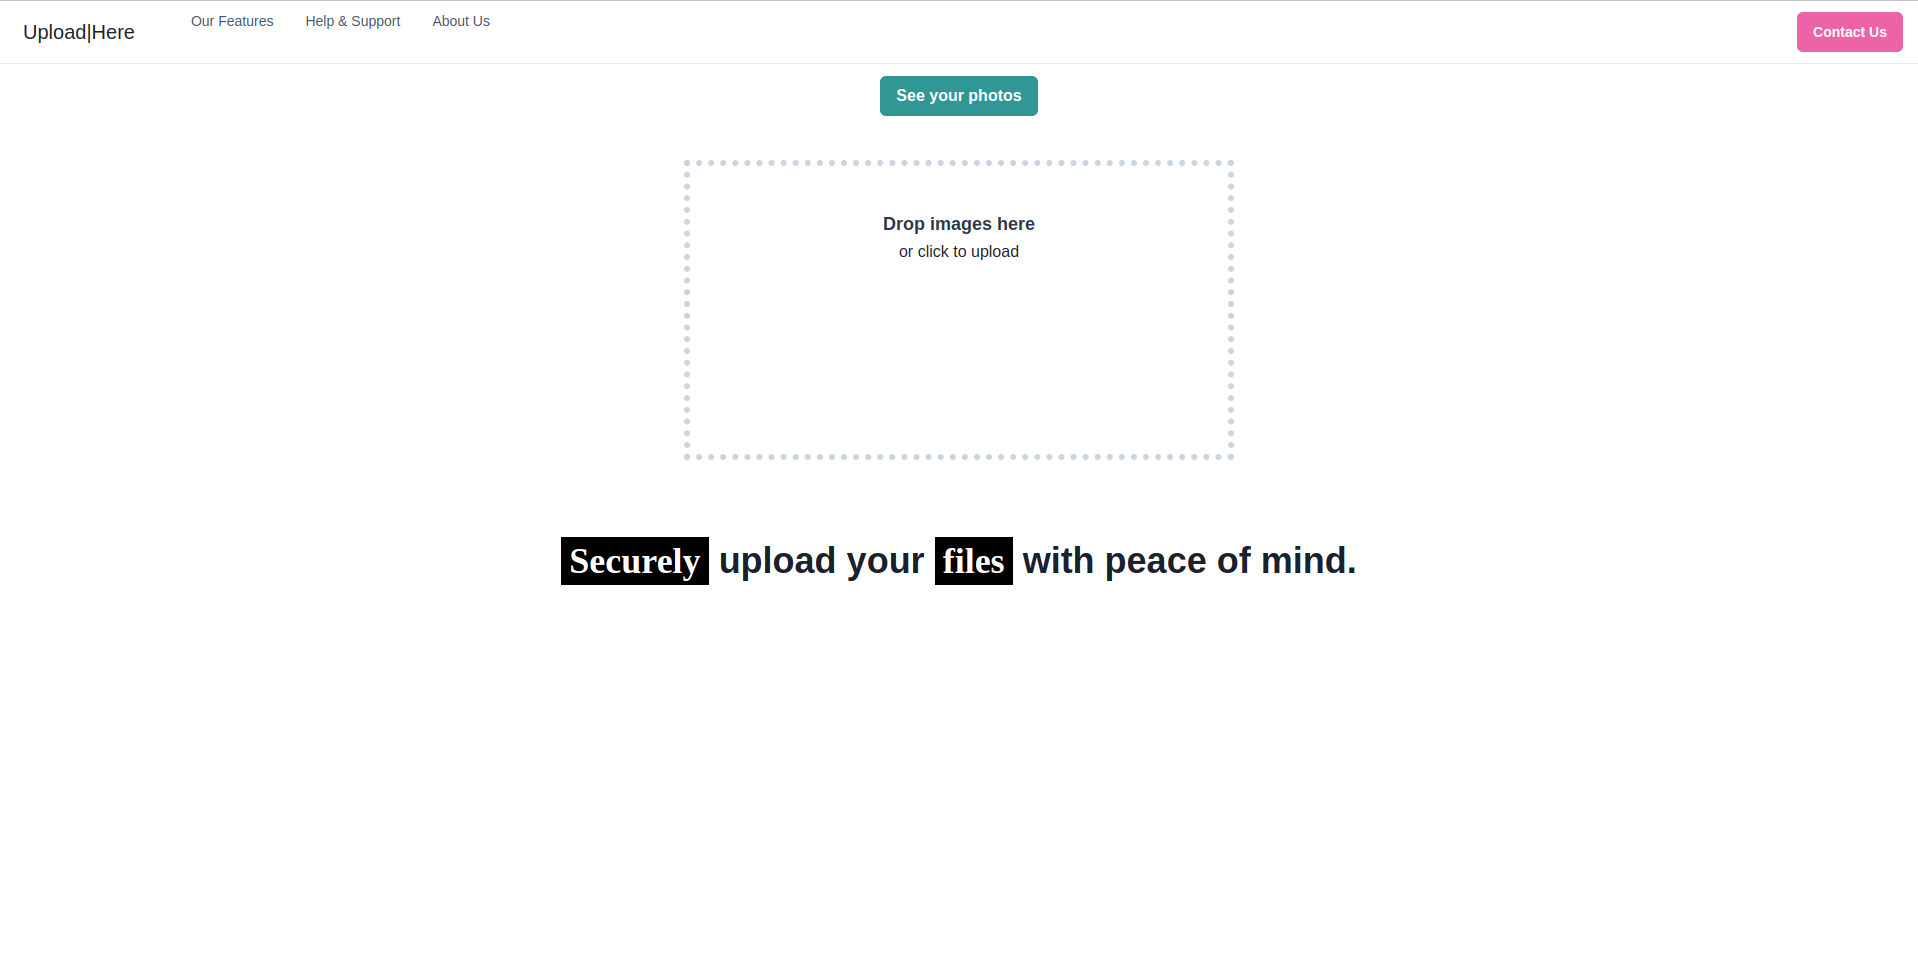 Upload|Here
Our Features
Help & Support
About Us
Contact Us
See your photos
Drop images here
or click to upload
Securely upload your files with peace of mind.